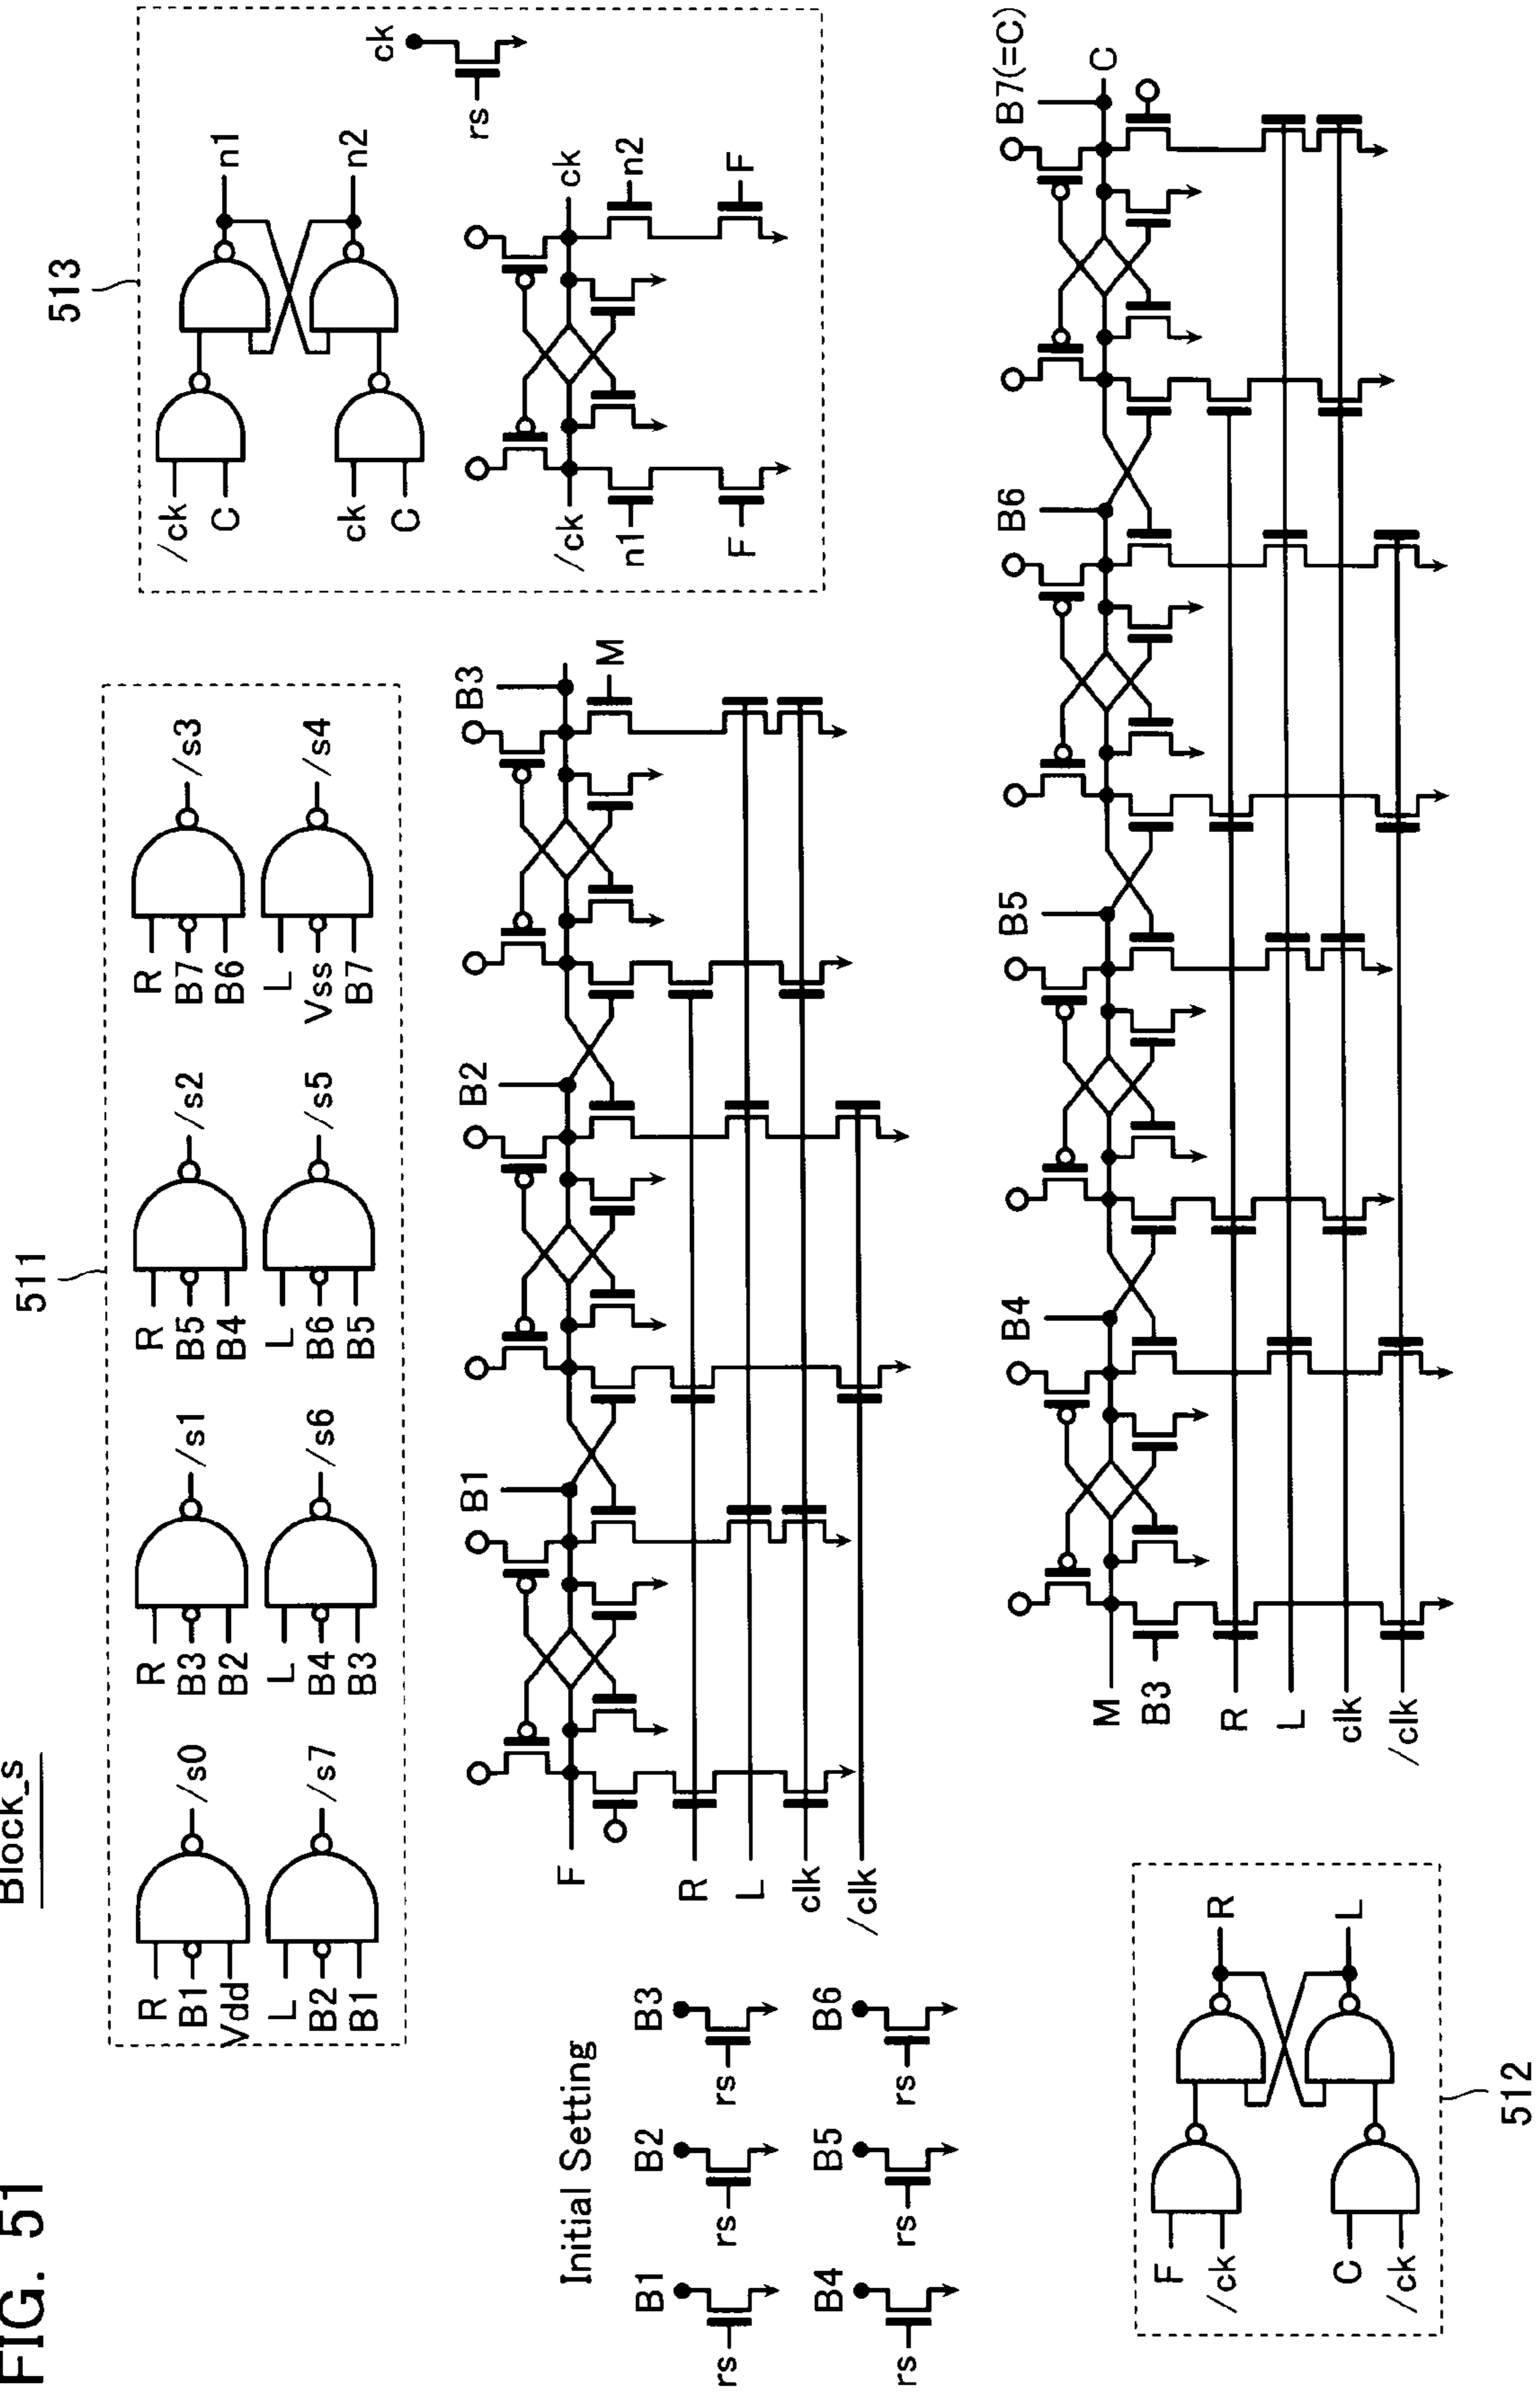 FIG. 51
Block_s
511
R
B1
Vdd
/s0
R
B3
B2
/s1
R
B5
B4
/s2
R
B7
B6
/s3
L
B2
B1
/s7
L
B4
B3
/s6
L
B6
B5
/s5
L
Vss
B7
/s4
513
/ck
C
n1
ck
C
n2
ck
rs
/ck
n1
F
ck
n2
F
Initial Setting
B1
rs
B2
rs
B3
rs
B4
rs
B5
rs
B6
rs
B1
B2
B3
F
M
R
L
clk
/clk
512
F
/ck
R
C
/ck
L
B4
B5
B6
B7(=C)
M
C
B3
R
L
clk
/clk